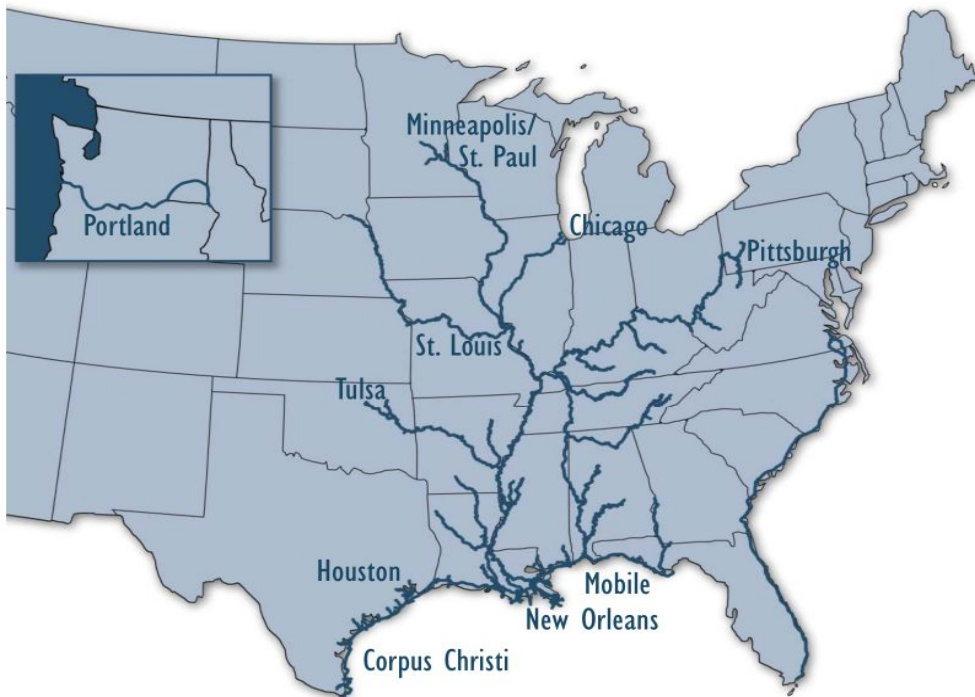 Minneapolis/
St. Paul
Portland
Chicago
Pittsburgh
St. Louis
Tulsa
Houston
Mobile
New Orleans
Corpus Christi